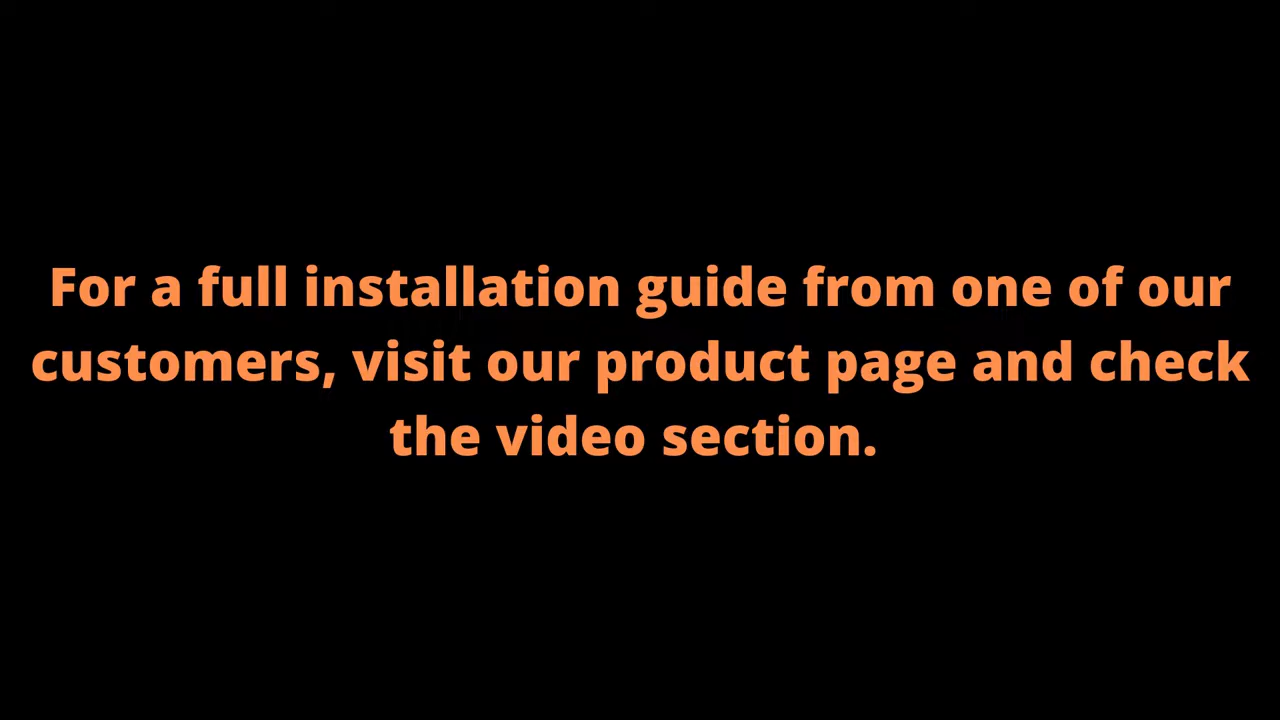 For a full installation guide from one of our
customers, visit our product page and check
the video section.